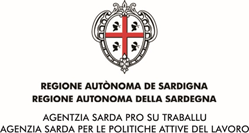 REGIONE AUTÒNOMA DE SARDIGNA
REGIONE AUTONOMA DELLA SARDEGNA
AGENTZIA SARDA PRO SU TRABALLU
AGENZIA SARDA PER LE POLITICHE ATTIVE DEL LAVORO